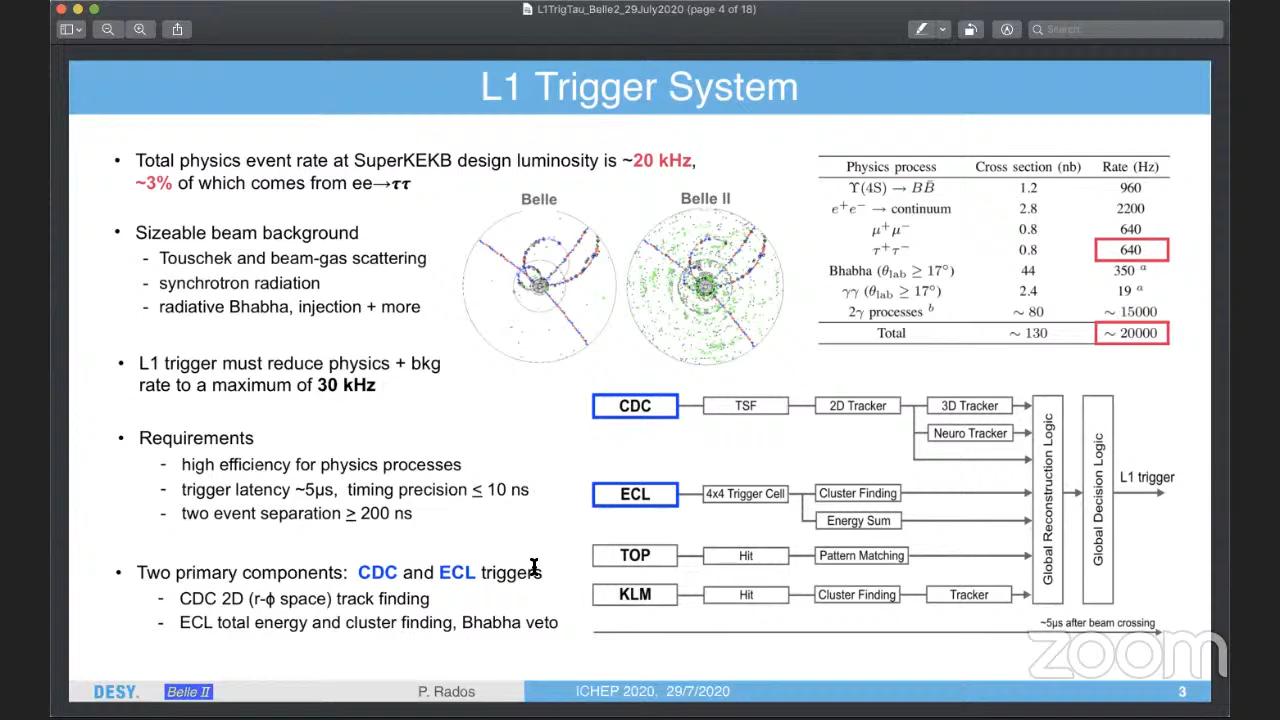 L1TrigTau_Belle2_29July2020 (page 4 of 18)
Search
L1 Trigger System
• Total physics event rate at SuperKEKB design luminosity is ~20 kHz,
~3% of which comes from ee→ττ
Belle
Belle II
• Sizeable beam background
- Touschek and beam-gas scattering
- synchrotron radiation
- radiative Bhabha, injection + more
• L1 trigger must reduce physics + bkg
rate to a maximum of 30 kHz
• Requirements
- high efficiency for physics processes
- trigger latency ~5μs, timing precision ≤ 10 ns
- two event separation ≥ 200 ns
• Two primary components: CDC and ECL triggers
- CDC 2D (r-ϕ space) track finding
- ECL total energy and cluster finding, Bhabha veto
Physics process Cross section (nb) Rate (Hz)
Υ(4S) → BB̄ 1.2 960
e⁺e⁻ → continuum 2.8 2200
μ⁺μ⁻ 0.8 640
τ⁺τ⁻ 0.8 640
Bhabha (θlab ≥ 17°) 44 350 ᵃ
γγ (θlab ≥ 17°) 2.4 19 ᵃ
2γ processes ᵇ ~ 80 ~ 15000
Total ~ 130 ~ 20000
CDC TSF 2D Tracker 3D Tracker
Neuro Tracker
ECL 4x4 Trigger Cell Cluster Finding
Energy Sum
TOP Hit Pattern Matching
KLM Hit Cluster Finding Tracker
Global Reconstruction Logic
Global Decision Logic
L1 trigger
~5μs after beam crossing
zoom
DESY. Belle II P. Rados ICHEP 2020, 29/7/2020 3